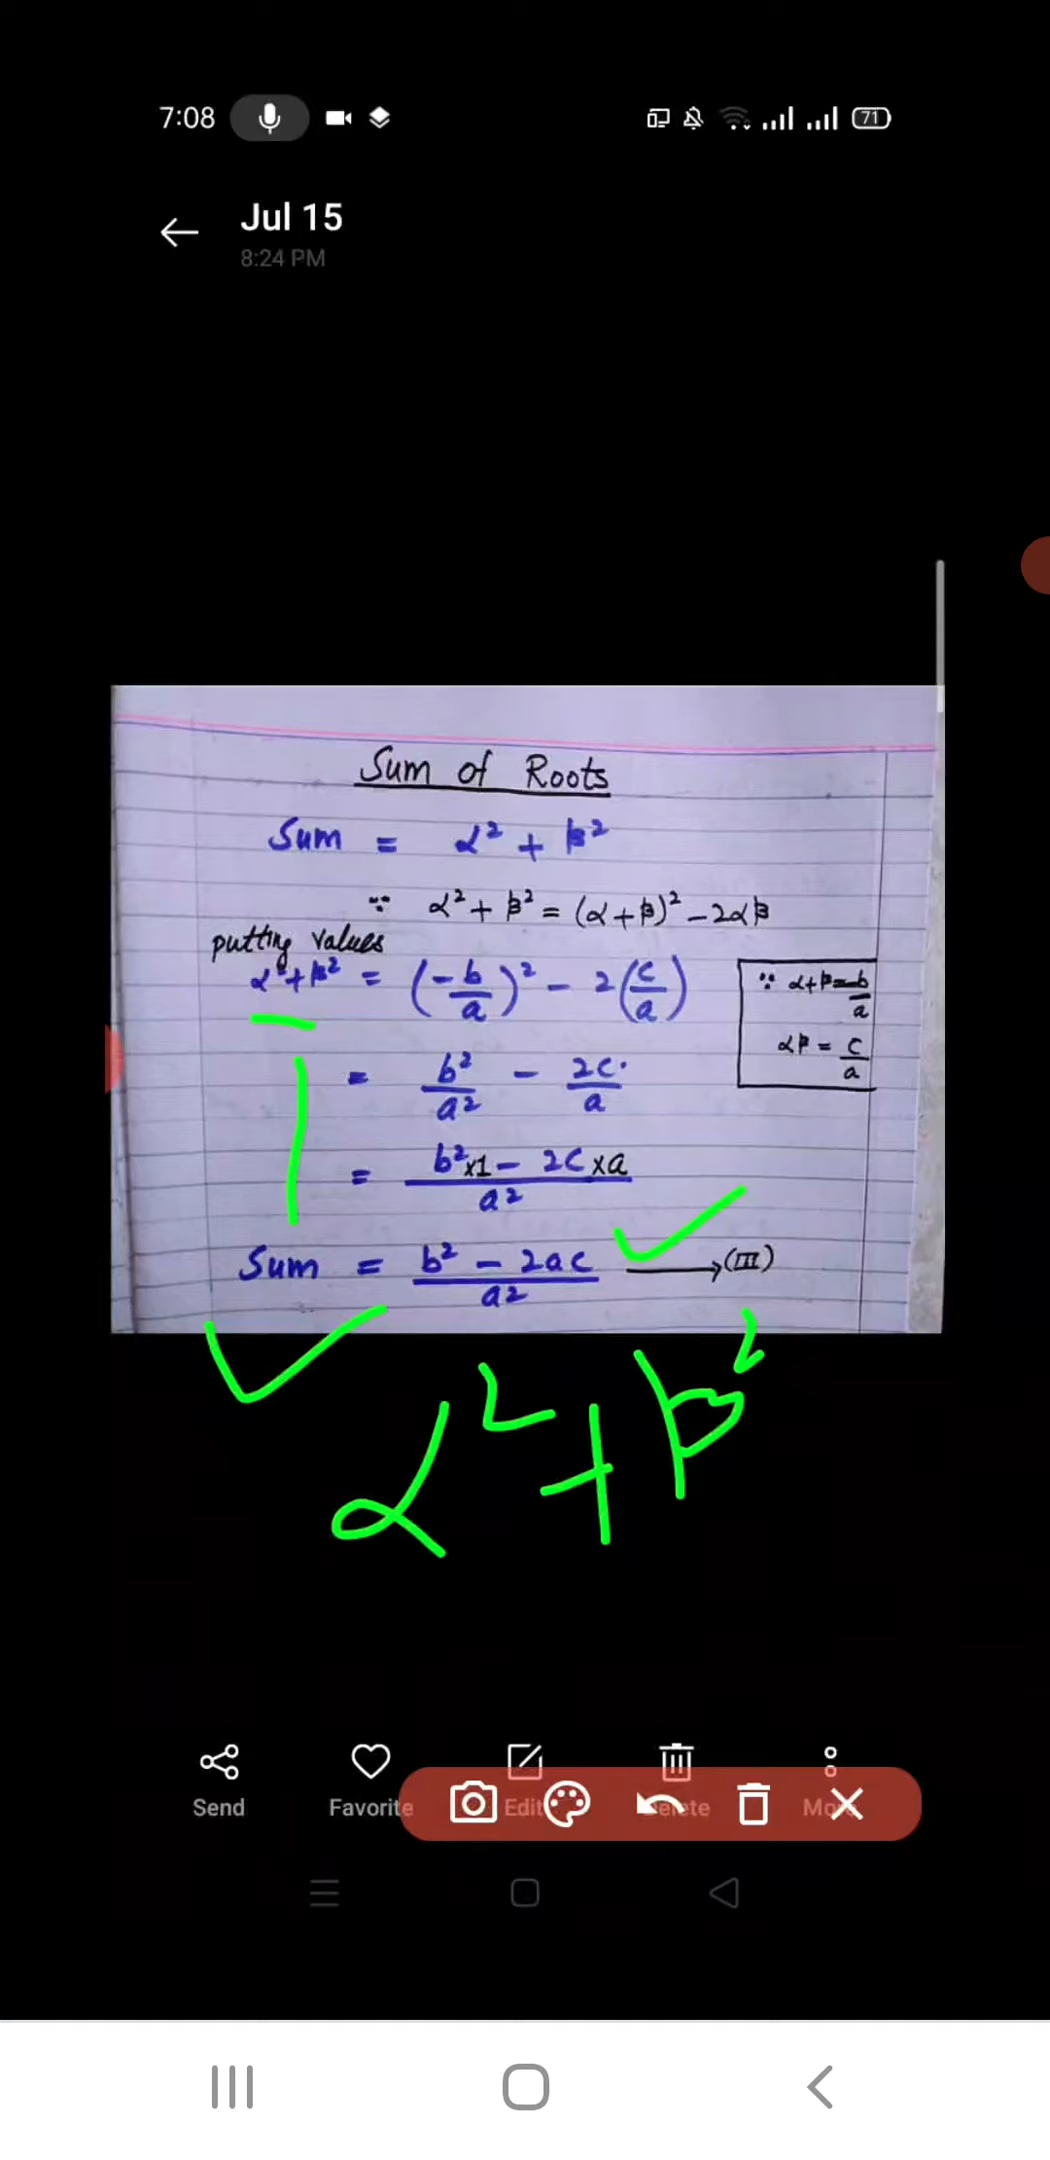 7:08
71
Jul 15
8:24 PM
Sum of Roots
Sum = α² + β²
∵ α² + β² = (α + β)² - 2αβ
putting values
α² + β² = (-b/a)² - 2(c/a)
∵ α + β = -b/a
αβ = c/a
= b²/a² - 2c/a
= b²x1 - 2c x a / a²
Sum = b² - 2ac / a² → (III)
α² + β²
Send
Favorite
Edit
Delete
More